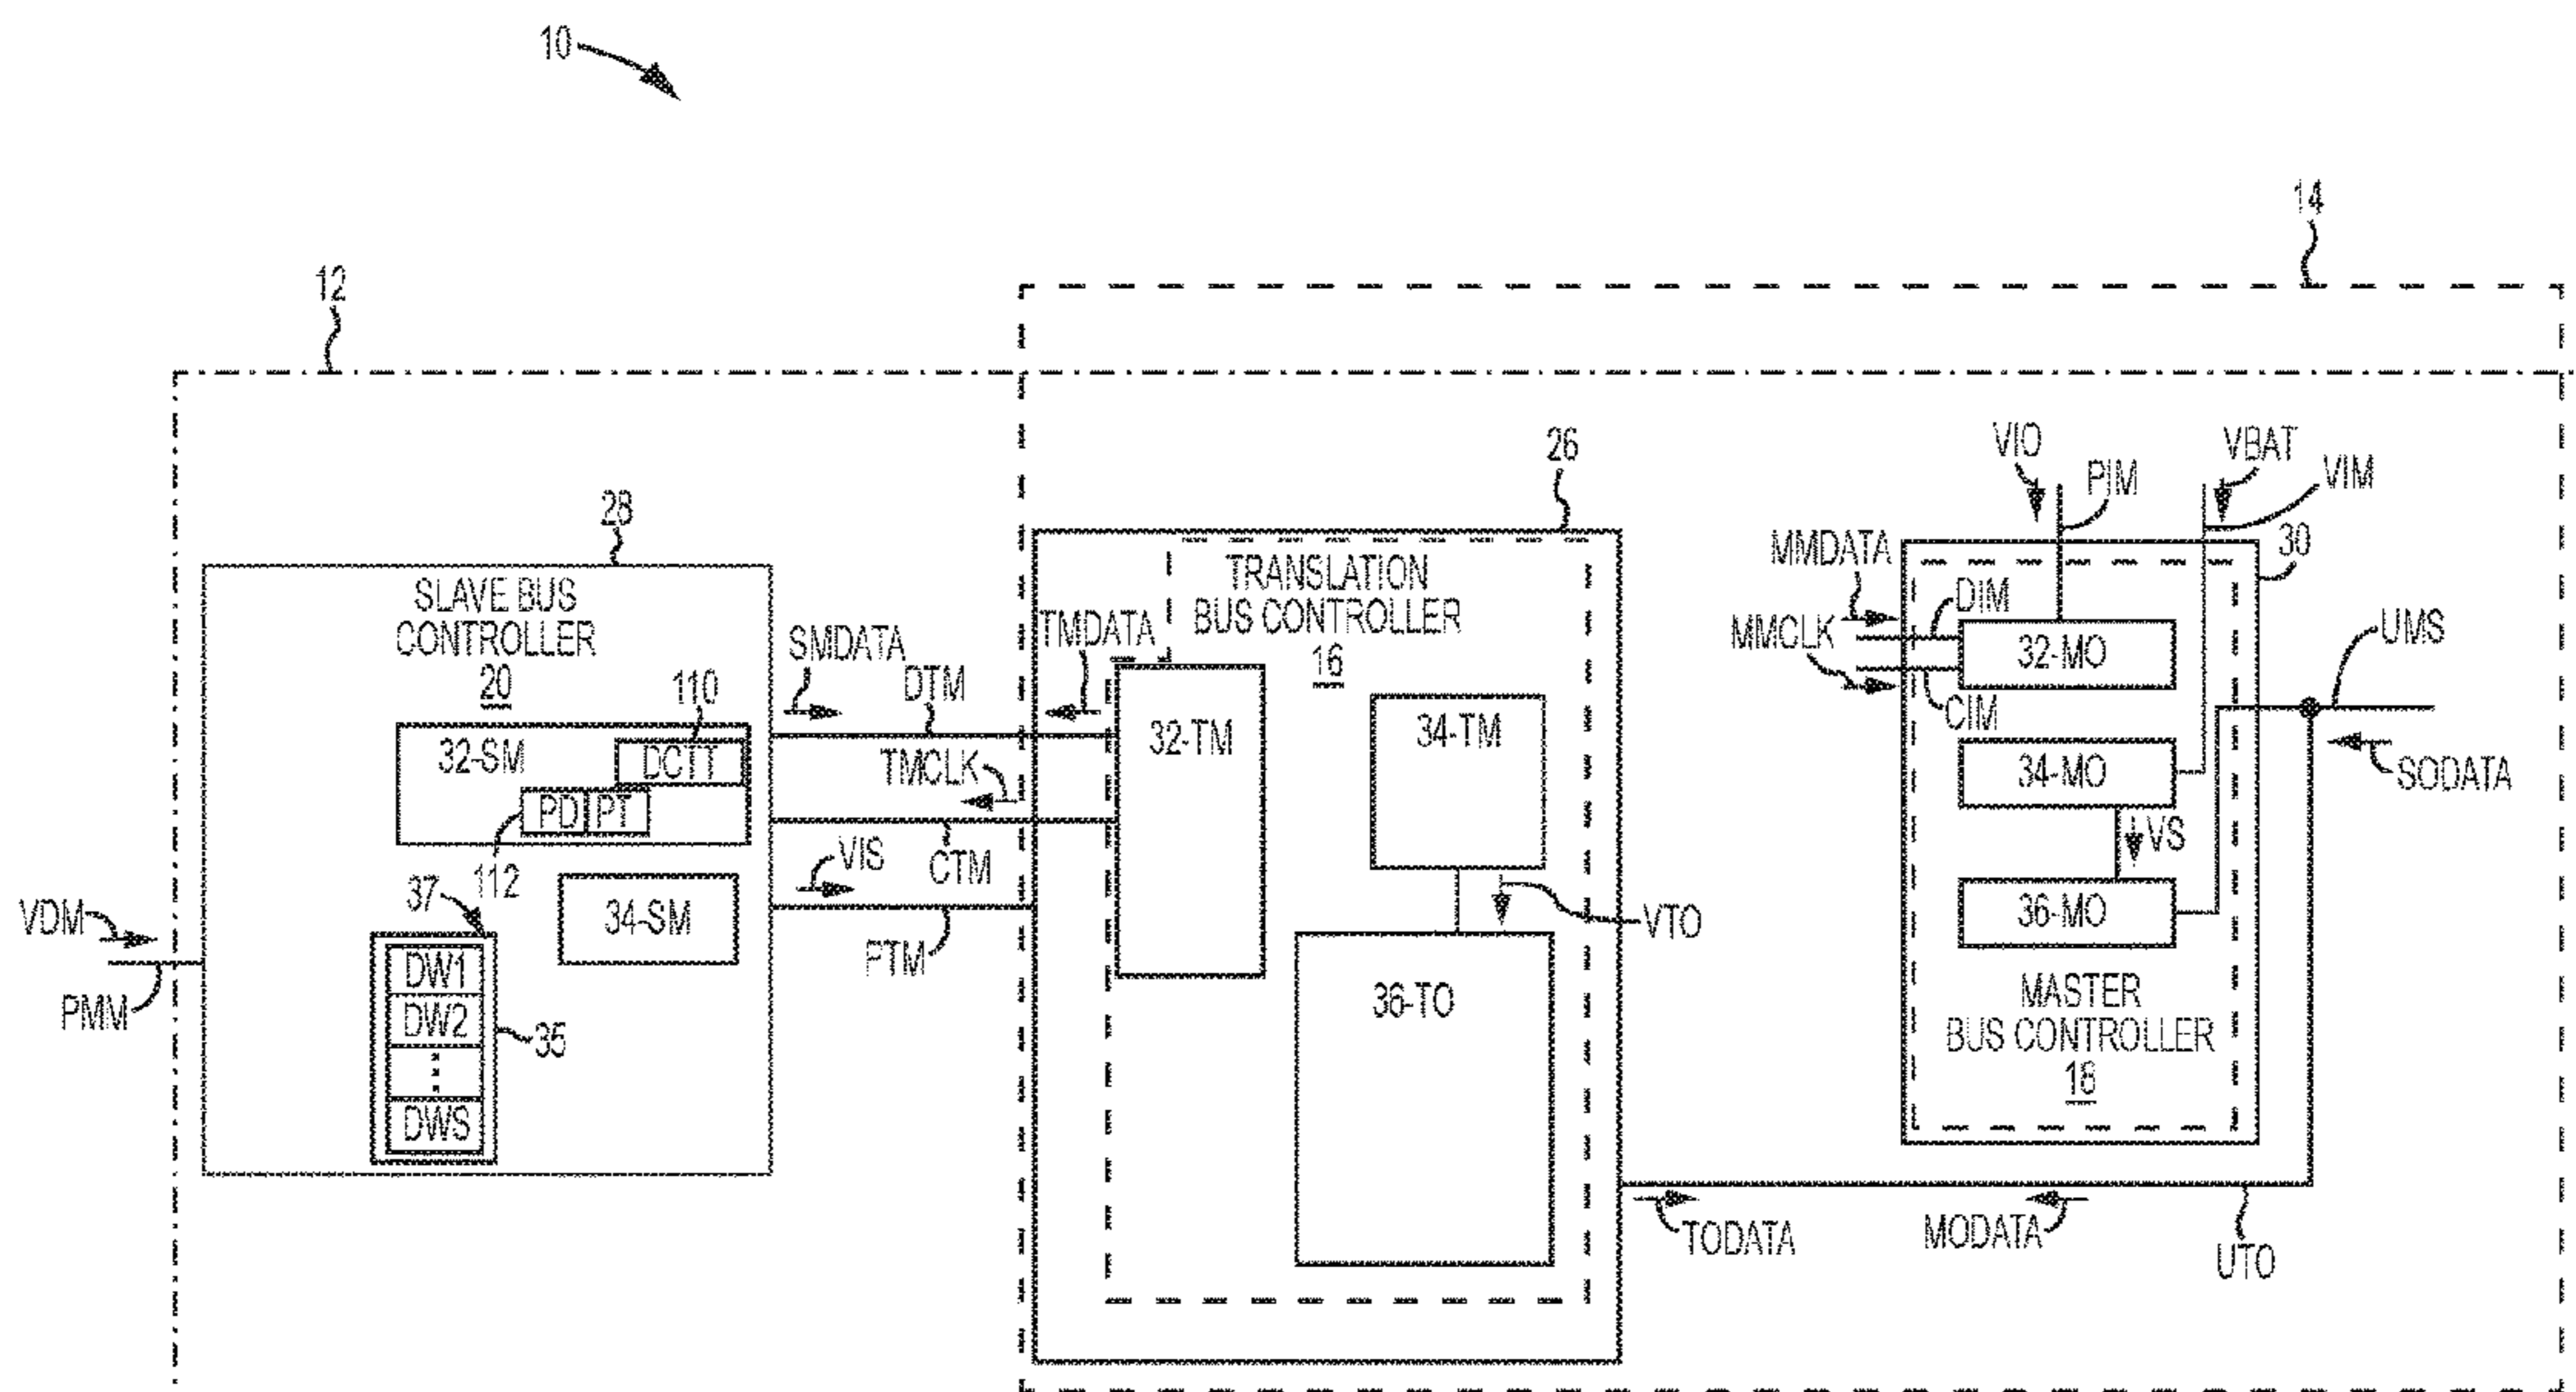 10
14
12
28
SLAVE BUS
CONTROLLER
20
110
32-SM
DCTT
PD PT
112
37
34-SM
DW1
DW2
DWS
35
VDM
PMM
SMDATA
DTM
TMDATA
TMCLK
VIS
CTM
PTM
26
TRANSLATION
BUS CONTROLLER
16
32-TM
34-TM
VTO
36-TO
VIO
PIM
VBAT
VIM
30
MMDATA
DIM
MMCLK
CIM
32-MO
UMS
34-MO
SODATA
VS
36-MO
MASTER
BUS CONTROLLER
18
TODATA
MODATA
UTO